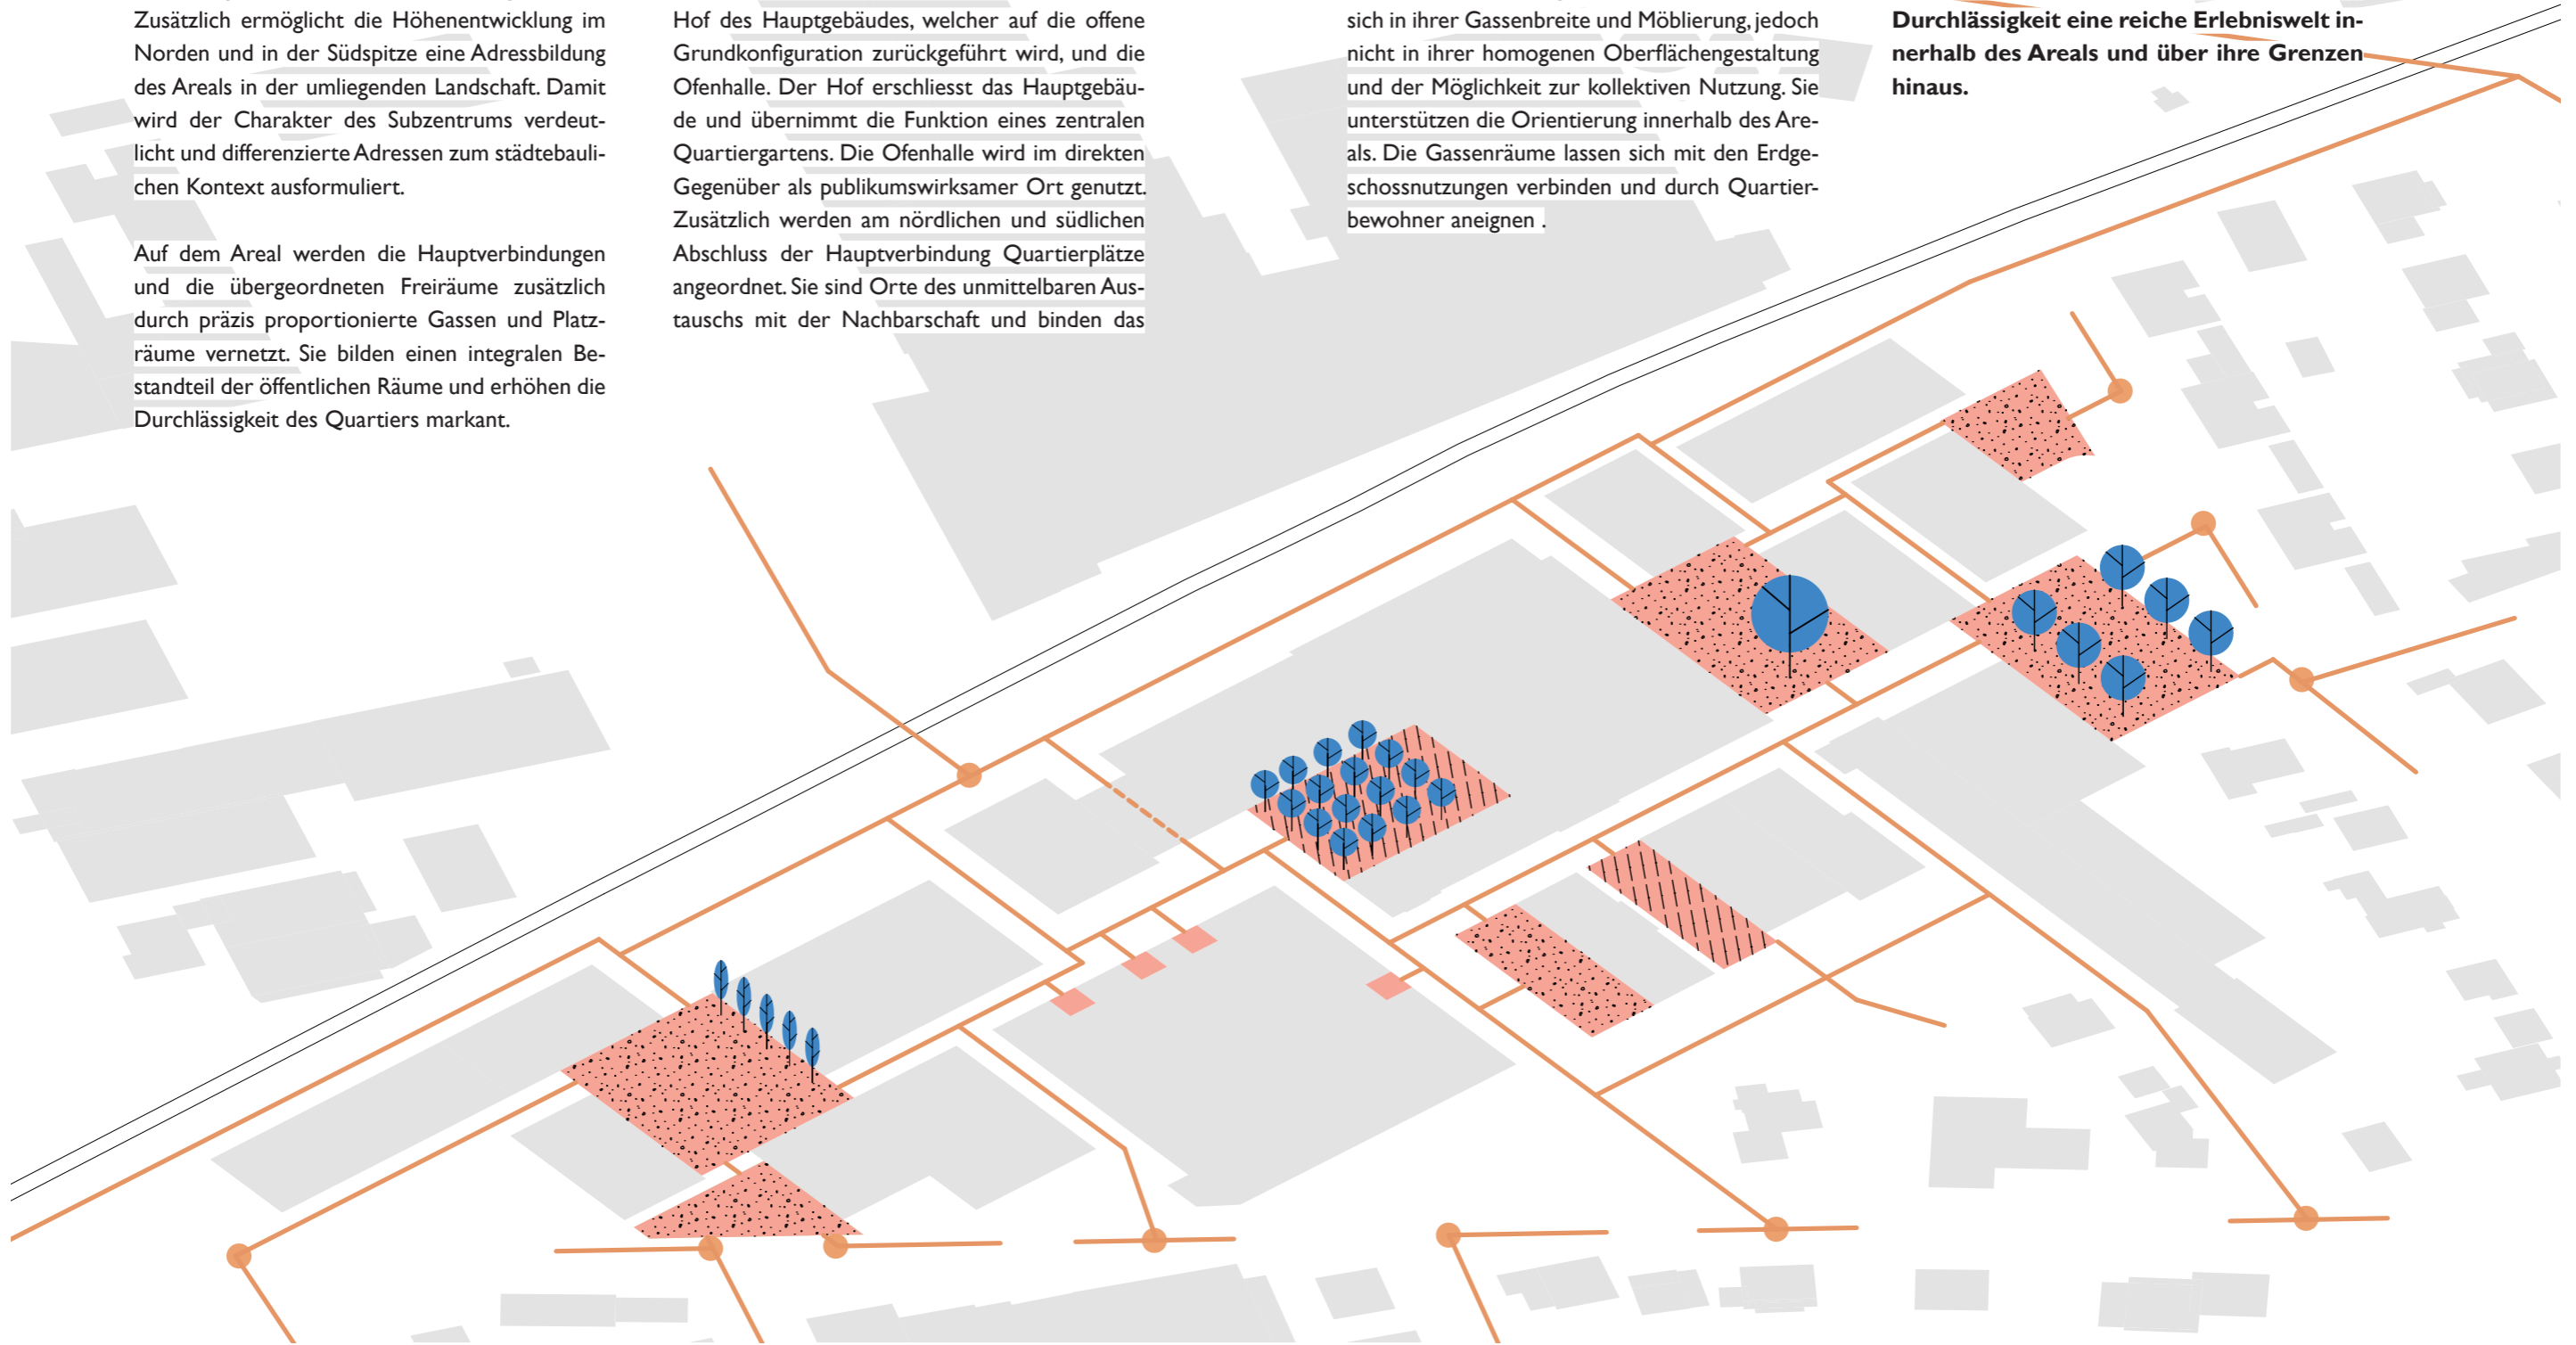 Zusätzlich ermöglicht die Höhenentwicklung im
Norden und in der Südspitze eine Adressbildung
des Areals in der umliegenden Landschaft. Damit
wird der Charakter des Subzentrums verdeut-
licht und differenzierte Adressen zum städtebauli-
chen Kontext ausformuliert.
Auf dem Areal werden die Hauptverbindungen
und die übergeordneten Freiräume zusätzlich
durch präzis proportionierte Gassen und Platz-
räume vernetzt. Sie bilden einen integralen Be-
standteil der öffentlichen Räume und erhöhen die
Durchlässigkeit des Quartiers markant.
Hof des Hauptgebäudes, welcher auf die offene
Grundkonfiguration zurückgeführt wird, und die
Ofenhalle. Der Hof erschliesst das Hauptgebäu-
de und übernimmt die Funktion eines zentralen
Quartiergartens. Die Ofenhalle wird im direkten
Gegenüber als publikumswirksamer Ort genutzt.
Zusätzlich werden am nördlichen und südlichen
Abschluss der Hauptverbindung Quartierplätze
angeordnet. Sie sind Orte des unmittelbaren Aus-
tauschs mit der Nachbarschaft und binden das
sich in ihrer Gassenbreite und Möblierung, jedoch
nicht in ihrer homogenen Oberflächengestaltung
und der Möglichkeit zur kollektiven Nutzung. Sie
unterstützen die Orientierung innerhalb des Are-
als. Die Gassenräume lassen sich mit den Erdge-
schossnutzungen verbinden und durch Quartier-
bewohner aneignen .
Durchlässigkeit eine reiche Erlebniswelt in-
nerhalb des Areals und über ihre Grenzen
hinaus.